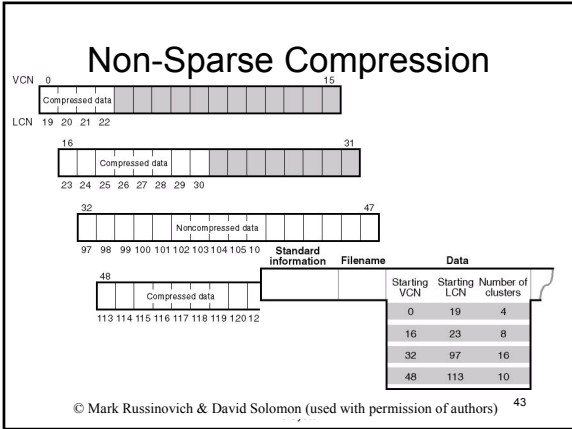 Non-Sparse Compression
VCN 0 15
Compressed data
LCN 19 20 21 22
16 31
Compressed data
23 24 25 26 27 28 29 30
32 47
Noncompressed data
97 98 99 100 101 102 103 104 105 10
48
Compressed data
113 114 115 116 117 118 119 120 12
Standard information Filename Data
Starting VCN Starting LCN Number of clusters
0 19 4
16 23 8
32 97 16
48 113 10
© Mark Russinovich & David Solomon (used with permission of authors) 43